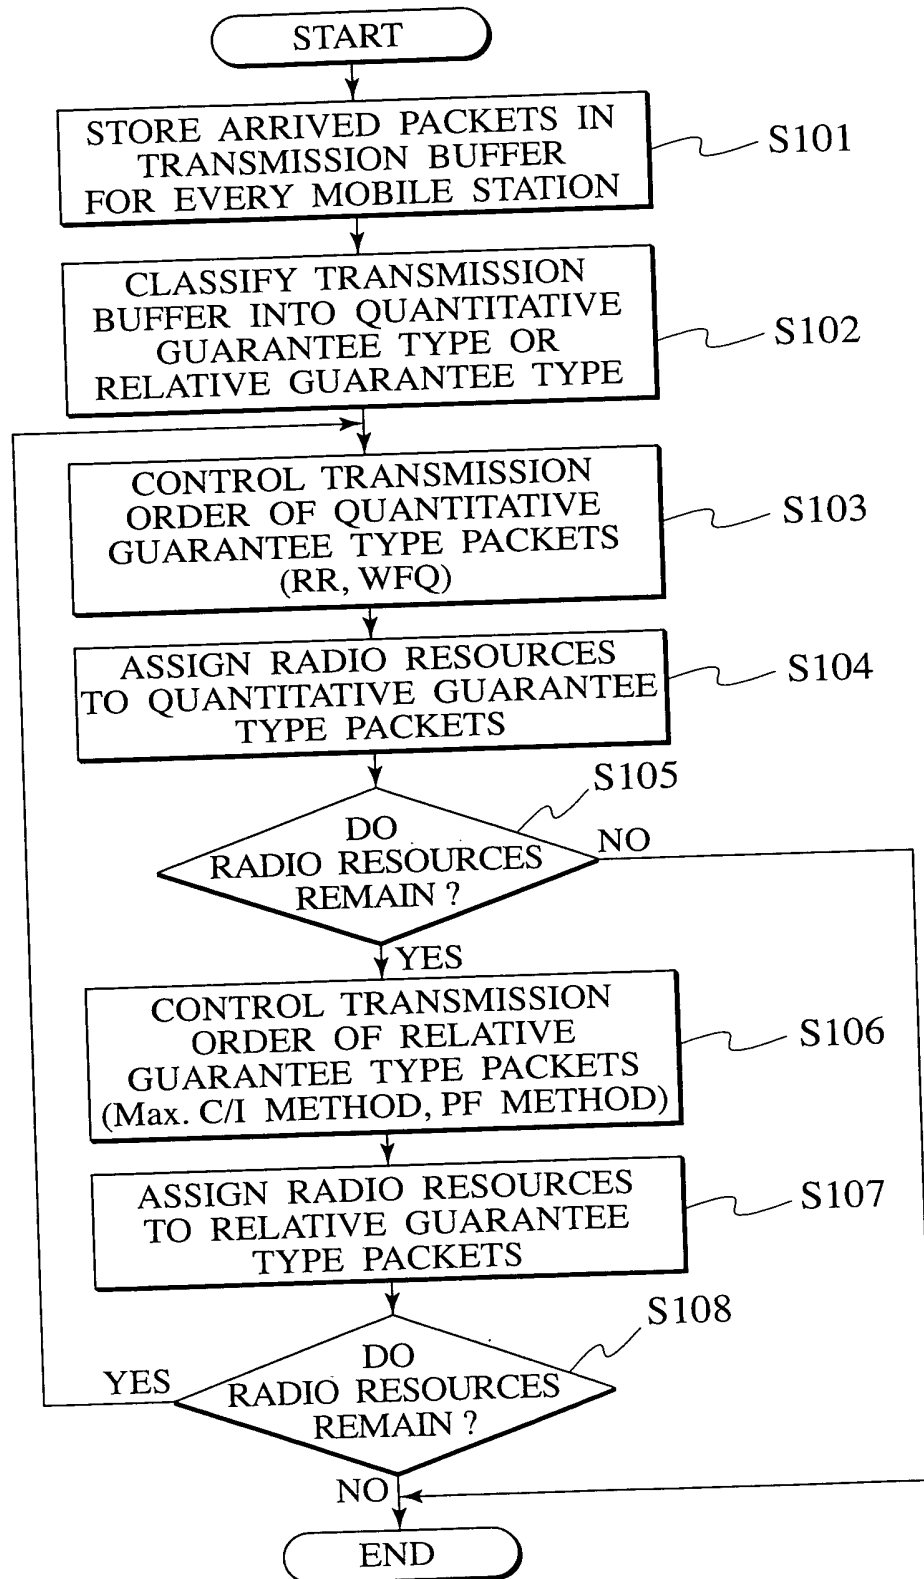 START
STORE ARRIVED PACKETS IN
TRANSMISSION BUFFER
FOR EVERY MOBILE STATION
S101
CLASSIFY TRANSMISSION
BUFFER INTO QUANTITATIVE
GUARANTEE TYPE OR
RELATIVE GUARANTEE TYPE
S102
CONTROL TRANSMISSION
ORDER OF QUANTITATIVE
GUARANTEE TYPE PACKETS
(RR, WFQ)
S103
ASSIGN RADIO RESOURCES
TO QUANTITATIVE GUARANTEE
TYPE PACKETS
S104
S105
DO
RADIO RESOURCES
REMAIN ?
NO
YES
CONTROL TRANSMISSION
ORDER OF RELATIVE
GUARANTEE TYPE PACKETS
(Max. C/I METHOD, PF METHOD)
S106
ASSIGN RADIO RESOURCES
TO RELATIVE GUARANTEE
TYPE PACKETS
S107
S108
DO
RADIO RESOURCES
REMAIN ?
YES
NO
END